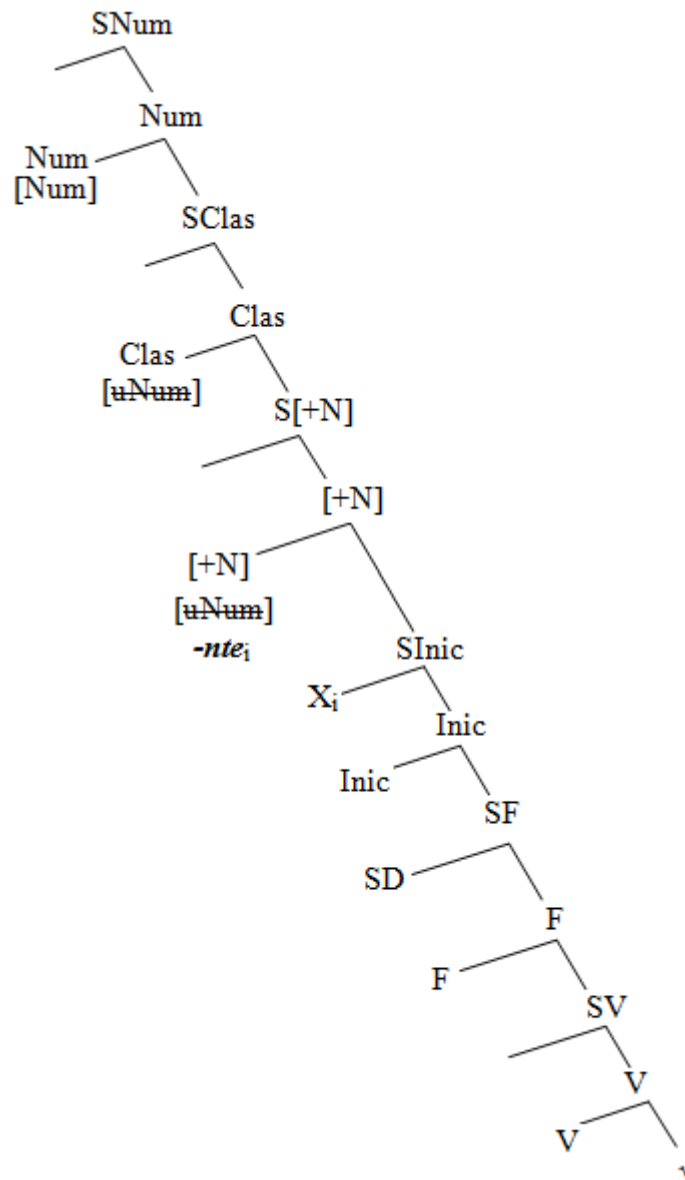 SNum
Num
Num
[Num]
SClas
Clas
Clas
[uNum]
S[+N]
[+N]
[+N]
[uNum]
-nteᵢ
SInic
Xᵢ
Inic
Inic
SF
SD
F
F
SV
V
V